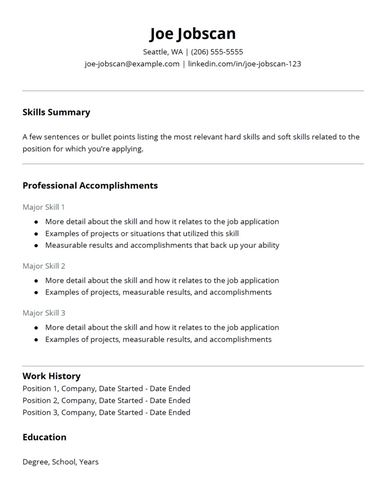 Joe Jobscan
Seattle, WA | (206) 555-5555
joe-jobscan@example.com | linkedin.com/in/joe-jobscan-123
Skills Summary
A few sentences or bullet points listing the most relevant hard skills and soft skills related to the
position for which you're applying.
Professional Accomplishments
Major Skill 1
● More detail about the skill and how it relates to the job application
● Examples of projects or situations that utilized this skill
● Measurable results and accomplishments that back up your ability
Major Skill 2
● More detail about the skill and how it relates to the job application
● Examples of projects, measurable results, and accomplishments
Major Skill 3
● More detail about the skill and how it relates to the job application
● Examples of projects, measurable results, and accomplishments
Work History
Position 1, Company, Date Started - Date Ended
Position 2, Company, Date Started - Date Ended
Position 3, Company, Date Started - Date Ended
Education
Degree, School, Years